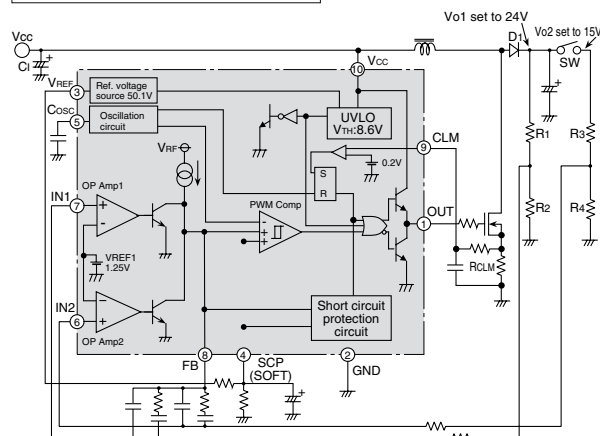 Vo1 set to 24V
Vo2 set to 15V
Vcc
D1
SW
CI
+
+
10
Vcc
VREF
3
Ref. voltage
source 50.1V
COSC
5
Oscillation
circuit
UVLO
VTH:8.6V
CLM
9
0.2V
R1
R3
VRF
S
R
OP Amp1
IN1
7
+
-
PWM Comp
-
+
+
OUT
1
R2
R4
VREF1
1.25V
RCLM
-
+
IN2
6
OP Amp2
Short circuit
protection
circuit
8
FB
4
SCP
(SOFT)
2
GND
+